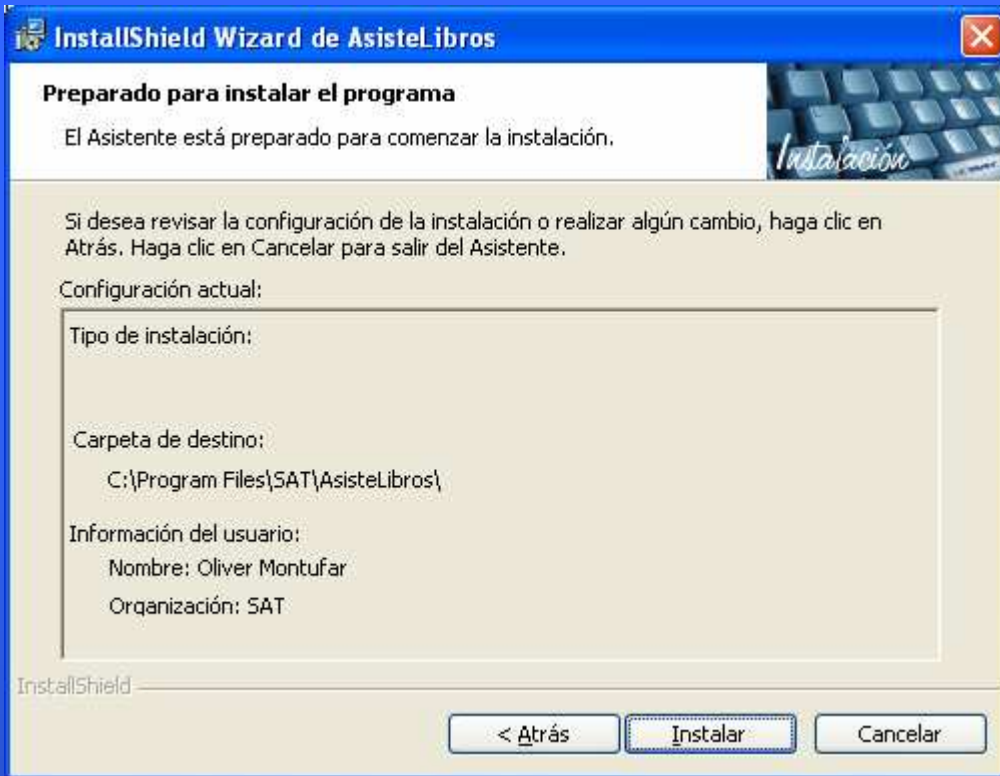 InstallShield Wizard de AsisteLibros
Preparado para instalar el programa
El Asistente está preparado para comenzar la instalación.
Instalación
Si desea revisar la configuración de la instalación o realizar algún cambio, haga clic en
Atrás. Haga clic en Cancelar para salir del Asistente.
Configuración actual:
Tipo de instalación:
Carpeta de destino:
C:\Program Files\SAT\AsisteLibros\
Información del usuario:
Nombre: Oliver Montufar
Organización: SAT
InstallShield
< Atrás
Instalar
Cancelar